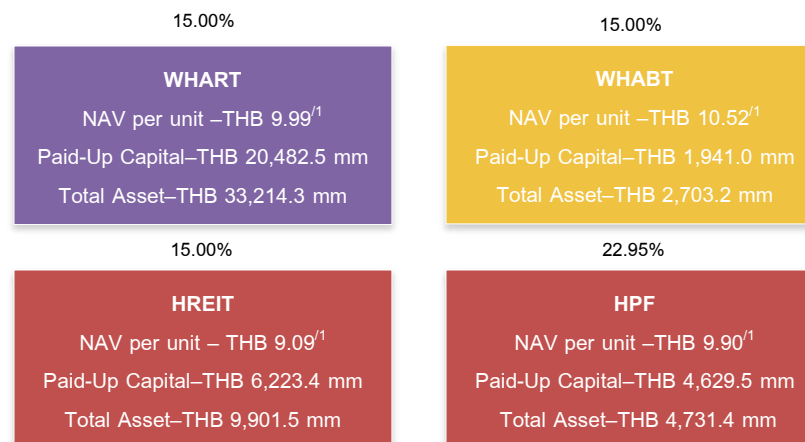 15.00%
WHART
NAV per unit –THB 9.99/1
Paid-Up Capital–THB 20,482.5 mm
Total Asset–THB 33,214.3 mm
15.00%
WHABT
NAV per unit –THB 10.52/1
Paid-Up Capital–THB 1,941.0 mm
Total Asset–THB 2,703.2 mm
15.00%
HREIT
NAV per unit – THB 9.09/1
Paid-Up Capital–THB 6,223.4 mm
Total Asset–THB 9,901.5 mm
22.95%
HPF
NAV per unit –THB 9.90/1
Paid-Up Capital–THB 4,629.5 mm
Total Asset–THB 4,731.4 mm